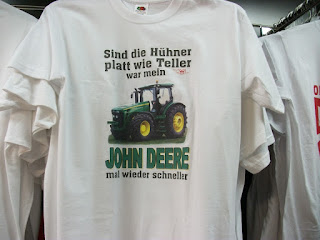 Sind die Hühner
platt wie Teller
war mein
JOHN DEERE
mal wieder schneller